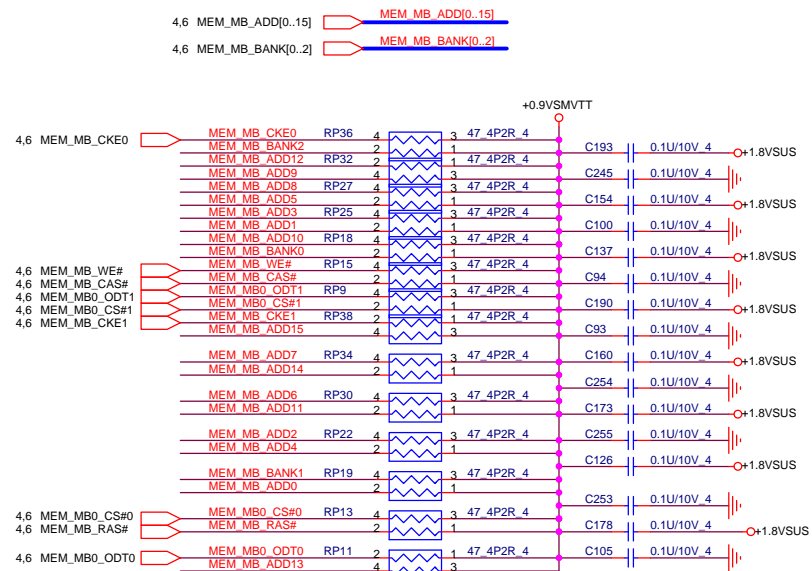 4,6 MEM_MB_ADD[0..15] MEM_MB_ADD[0..15]
4,6 MEM_MB_BANK[0..2] MEM_MB_BANK[0..2]
+0.9VSMVTT
4,6 MEM_MB_CKE0 MEM_MB_CKE0 RP36 4 3 47_4P2R_4
MEM_MB_BANK2 2 1 C193 0.1U/10V_4 +1.8VSUS
MEM_MB_ADD12 RP32 2 1 47_4P2R_4
MEM_MB_ADD9 4 3 C245 0.1U/10V_4
MEM_MB_ADD8 RP27 4 3 47_4P2R_4
MEM_MB_ADD5 2 1 C154 0.1U/10V_4 +1.8VSUS
MEM_MB_ADD3 RP25 4 3 47_4P2R_4
MEM_MB_ADD1 2 1 C100 0.1U/10V_4
MEM_MB_ADD10 RP18 4 3 47_4P2R_4
MEM_MB_BANK0 2 1 C137 0.1U/10V_4 +1.8VSUS
4,6 MEM_MB_WE# MEM_MB_WE# RP15 4 3 47_4P2R_4
4,6 MEM_MB_CAS# MEM_MB_CAS# 2 1 C94 0.1U/10V_4
4,6 MEM_MB0_ODT1 MEM_MB0_ODT1 RP9 4 3 47_4P2R_4
4,6 MEM_MB0_CS#1 MEM_MB0_CS#1 2 1 C190 0.1U/10V_4 +1.8VSUS
4,6 MEM_MB_CKE1 MEM_MB_CKE1 RP38 2 1 47_4P2R_4
MEM_MB_ADD15 4 3 C93 0.1U/10V_4
MEM_MB_ADD7 RP34 4 3 47_4P2R_4 C160 0.1U/10V_4 +1.8VSUS
MEM_MB_ADD14 2 1
C254 0.1U/10V_4
MEM_MB_ADD6 RP30 4 3 47_4P2R_4
MEM_MB_ADD11 2 1 C173 0.1U/10V_4 +1.8VSUS
MEM_MB_ADD2 RP22 4 3 47_4P2R_4 C255 0.1U/10V_4
MEM_MB_ADD4 2 1
C126 0.1U/10V_4 +1.8VSUS
MEM_MB_BANK1 RP19 4 3 47_4P2R_4
MEM_MB_ADD0 2 1
C253 0.1U/10V_4
4,6 MEM_MB0_CS#0 MEM_MB0_CS#0 RP13 4 3 47_4P2R_4
4,6 MEM_MB_RAS# MEM_MB_RAS# 2 1 C178 0.1U/10V_4 +1.8VSUS
4,6 MEM_MB0_ODT0 MEM_MB0_ODT0 RP11 2 1 47_4P2R_4 C105 0.1U/10V_4
MEM_MB_ADD13 4 3